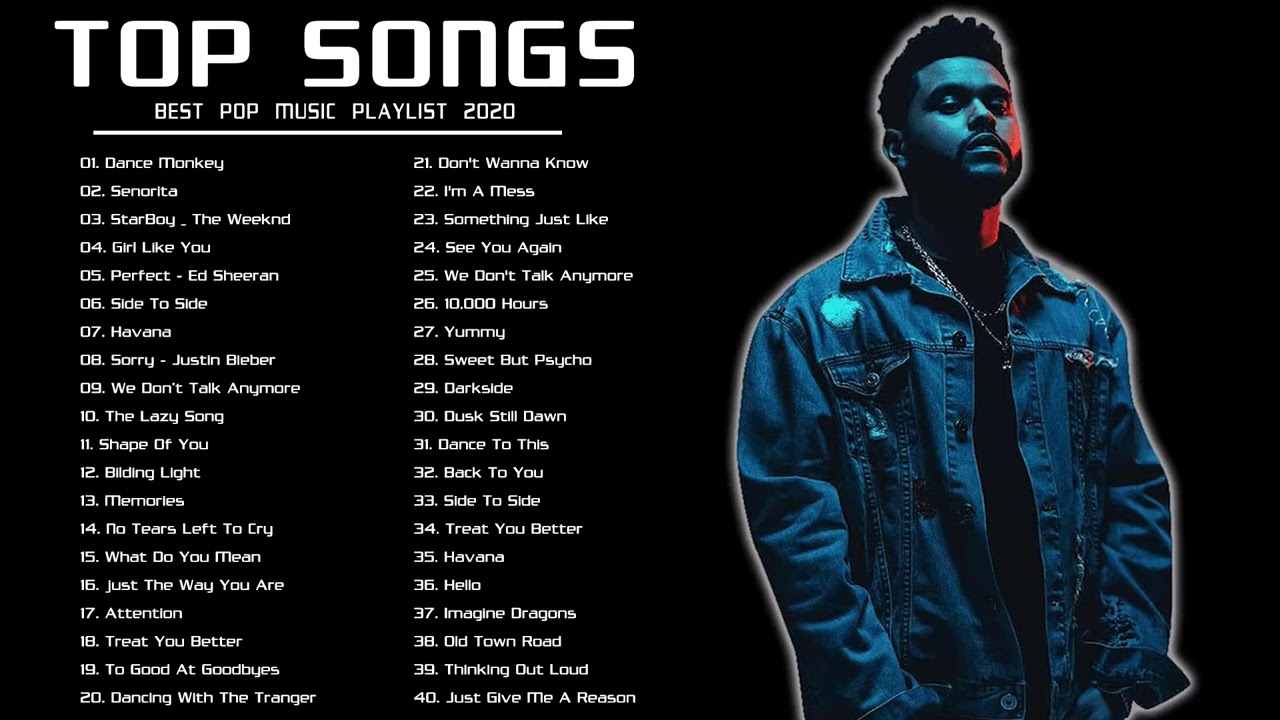 TOP SONGS
BEST POP MUSIC PLAYLIST 2020
01. Dance Monkey
02. Senorita
03. StarBoy _ The Weeknd
04. Girl Like You
05. Perfect - Ed Sheeran
06. Side To Side
07. Havana
08. Sorry - Justin Bieber
09. We Don't Talk Anymore
10. The Lazy Song
11. Shape Of You
12. Bilding Light
13. Memories
14. No Tears Left To Cry
15. What Do You Mean
16. just The Way You Are
17. Attention
18. Treat You Better
19. To Good At Goodbyes
20. Dancing With The Tranger
21. Don't Wanna Know
22. I'm A Mess
23. Something Just Like
24. See You Again
25. We Don't Talk Anymore
26. 10,000 Hours
27. Yummy
28. Sweet But Psycho
29. Darkside
30. Dusk Still Dawn
31. Dance To This
32. Back To You
33. Side To Side
34. Treat You Better
35. Havana
36. Hello
37. Imagine Dragons
38. Old Town Road
39. Thinking Out Loud
40. Just Give Me A Reason